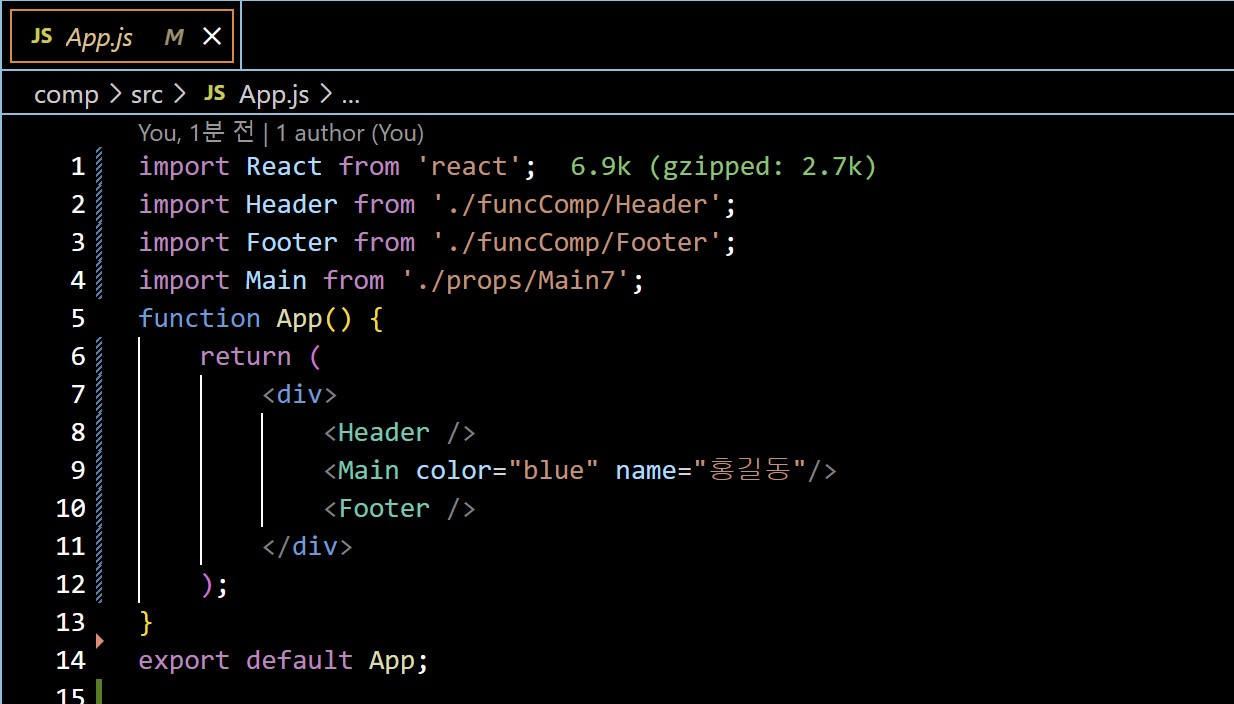 JS App.js M ×
comp > src > JS App.js > ...
You, 1분 전 | 1 author (You)
1 import React from 'react'; 6.9k (gzipped: 2.7k)
2 import Header from './funcComp/Header';
3 import Footer from './funcComp/Footer';
4 import Main from './props/Main7';
5 function App() {
6 return (
7 <div>
8 <Header />
9 <Main color="blue" name="홍길동"/>
10 <Footer />
11 </div>
12 );
13 }
14 export default App;
15